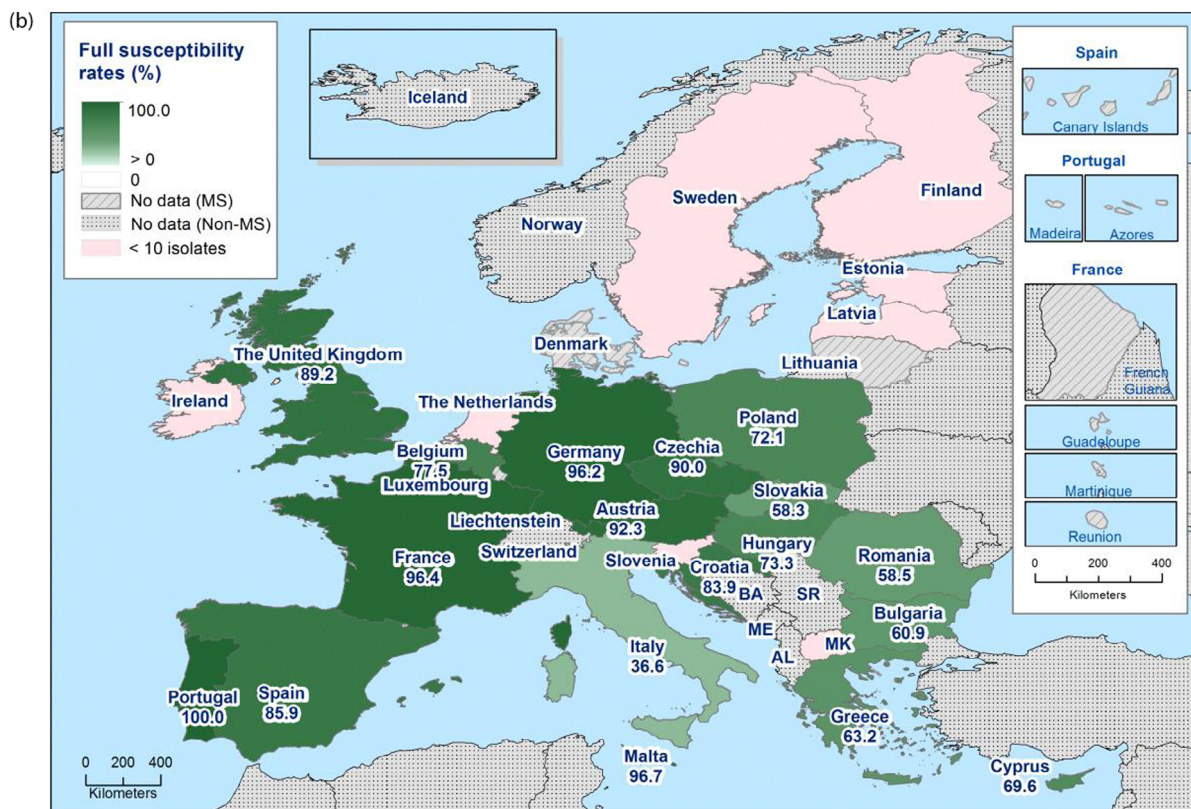 (b)
Full susceptibility
rates (%)
100.0
> 0
0
No data (MS)
No data (Non-MS)
< 10 isolates
Iceland
Norway
Sweden
Finland
Estonia
Latvia
Denmark
Lithuania
The United Kingdom
89.2
Ireland
The Netherlands
Belgium
77.5
Luxembourg
Germany
96.2
Czechia
90.0
Poland
72.1
Slovakia
58.3
Austria
92.3
Liechtenstein
Switzerland
France
96.4
Slovenia
Hungary
73.3
Croatia
83.9
Romania
58.5
BA
SR
Bulgaria
60.9
ME
MK
AL
Italy
36.6
Portugal
100.0
Spain
85.9
Greece
63.2
Malta
96.7
Cyprus
69.6
0 200 400
Kilometers
Spain
Canary Islands
Portugal
Madeira
Azores
France
French
Guiana
Guadeloupe
Martinique
Reunion
0 200 400
Kilometers